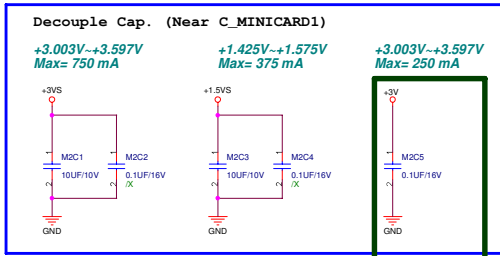 Decouple Cap. (Near C_MINICARD1)
+3.003V~+3.597V
Max= 750 mA
+1.425V~+1.575V
Max= 375 mA
+3.003V~+3.597V
Max= 250 mA
+3VS
+1.5VS
+3V
1
1
1
1
1
M2C1
M2C2
M2C3
M2C4
M2C5
10UF/10V
0.1UF/16V
10UF/10V
0.1UF/16V
0.1UF/16V
2
2
/X
2
2
/X
2
GND
GND
GND